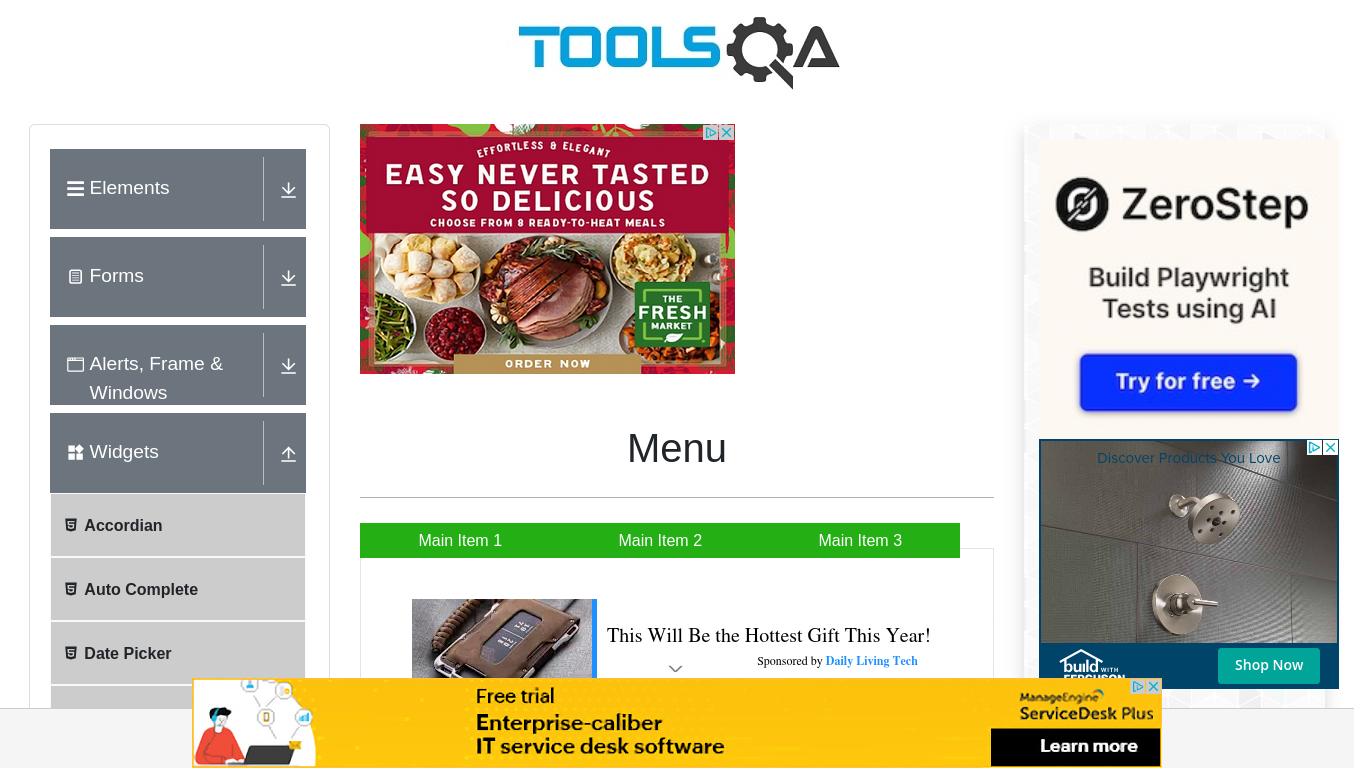 TOOLSQA
Elements
Forms
Alerts, Frame &
Windows
Widgets
Accordian
Auto Complete
Date Picker
EFFORTLESS & ELEGANT
EASY NEVER TASTED
SO DELICIOUS
CHOOSE FROM 8 READY-TO-HEAT MEALS
THE
FRESH
MARKET
ORDER NOW
Menu
Main Item 1
Main Item 2
Main Item 3
This Will Be the Hottest Gift This Year!
Sponsored by Daily Living Tech
ZeroStep
Build Playwright
Tests using AI
Try for free →
Discover Products You Love
build WITH
FERGUSON
Shop Now
Free trial
Enterprise-caliber
IT service desk software
ManageEngine
ServiceDesk Plus
Learn more